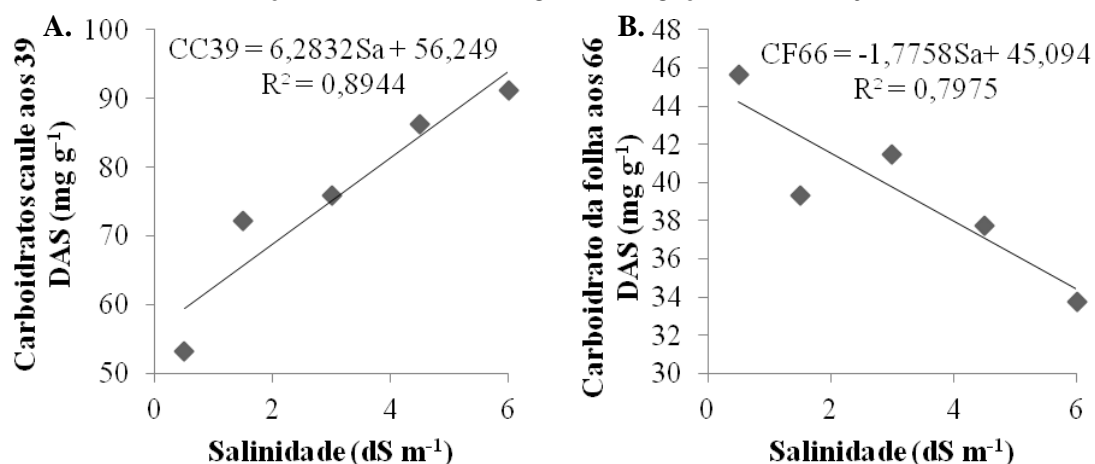 A.
Carboidratos caule aos 39
DAS (mg g⁻¹)
100
90
80
70
60
50
CC39 = 6,2832Sa + 56,249
R² = 0,8944
0 2 4 6
Salinidade (dS m⁻¹)
B.
Carboidrato da folha aos 66
DAS (mg g⁻¹)
48
46
44
42
40
38
36
34
32
30
CF66 = -1,7758Sa+ 45,094
R² = 0,7975
0 2 4 6
Salinidade (dS m⁻¹)